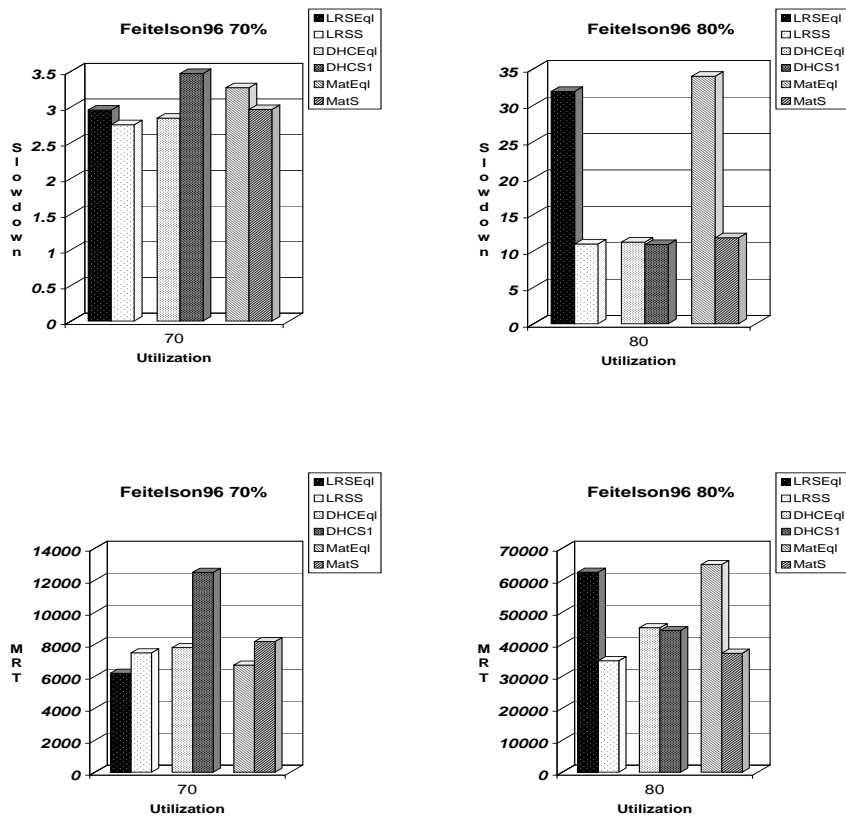 Feitelson96 70%
LRSEql
LRSS
DHCEql
DHCS1
MatEql
MatS
3.5
3
2.5
2
1.5
1
0.5
0
Slowdown
70
Utilization
Feitelson96 80%
LRSEql
LRSS
DHCEql
DHCS1
MatEql
MatS
35
30
25
20
15
10
5
0
Slowdown
80
Utilization
Feitelson96 70%
LRSEql
LRSS
DHCEql
DHCS1
MatEql
MatS
14000
12000
10000
8000
6000
4000
2000
0
MRT
70
Utilization
Feitelson96 80%
LRSEql
LRSS
DHCEql
DHCS1
MatEql
MatS
70000
60000
50000
40000
30000
20000
10000
0
MRT
80
Utilization